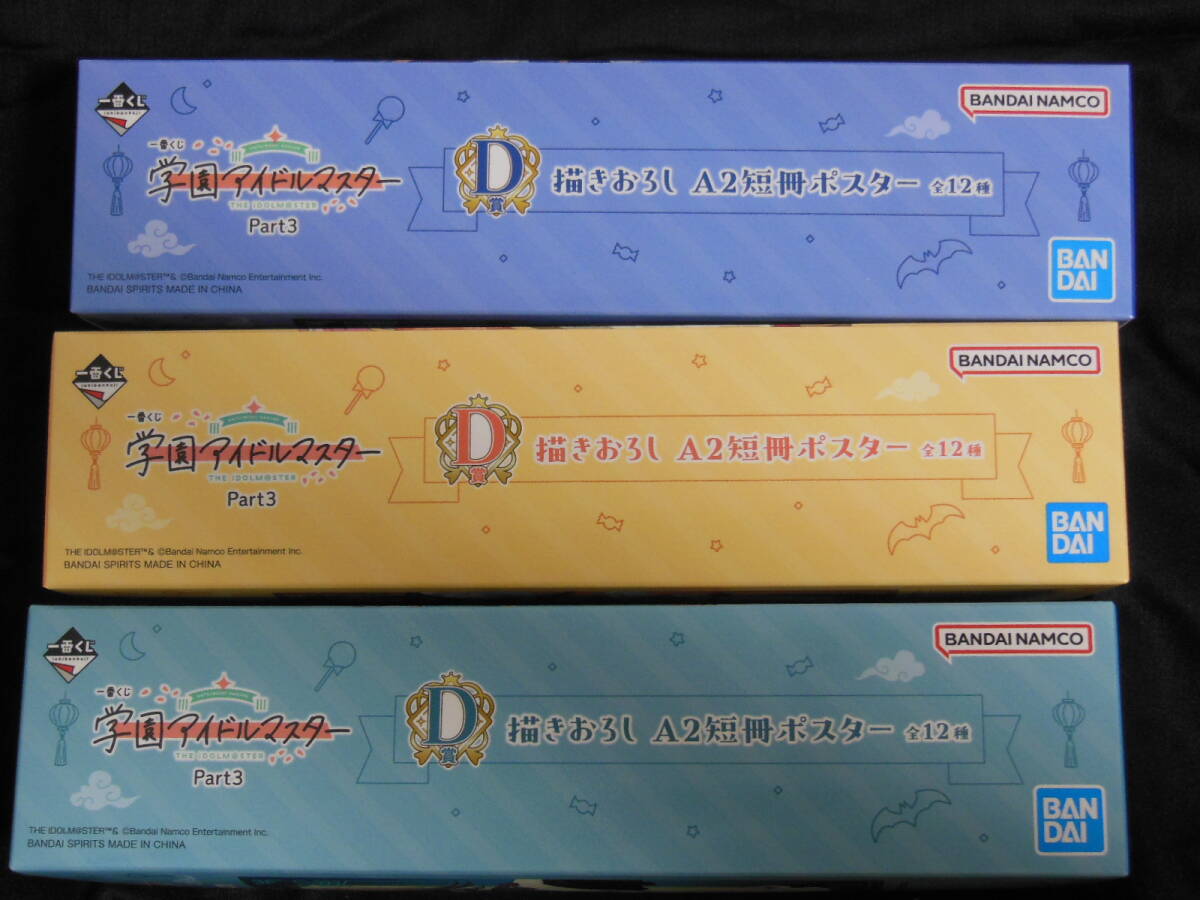 一番くじ
ichibankuji
一番くじ
学園アイドルマスター
THE IDOLM@STER
Part3
D賞
描きおろし A2短冊ポスター 全12種
BANDAI NAMCO
BANDAI
THE IDOLM@STER™& ©Bandai Namco Entertainment Inc.
BANDAI SPIRITS MADE IN CHINA
一番くじ
ichibankuji
一番くじ
学園アイドルマスター
THE IDOLM@STER
Part3
D賞
描きおろし A2短冊ポスター 全12種
BANDAI NAMCO
BANDAI
THE IDOLM@STER™& ©Bandai Namco Entertainment Inc.
BANDAI SPIRITS MADE IN CHINA
一番くじ
ichibankuji
一番くじ
学園アイドルマスター
THE IDOLM@STER
Part3
D賞
描きおろし A2短冊ポスター 全12種
BANDAI NAMCO
BANDAI
THE IDOLM@STER™& ©Bandai Namco Entertainment Inc.
BANDAI SPIRITS MADE IN CHINA